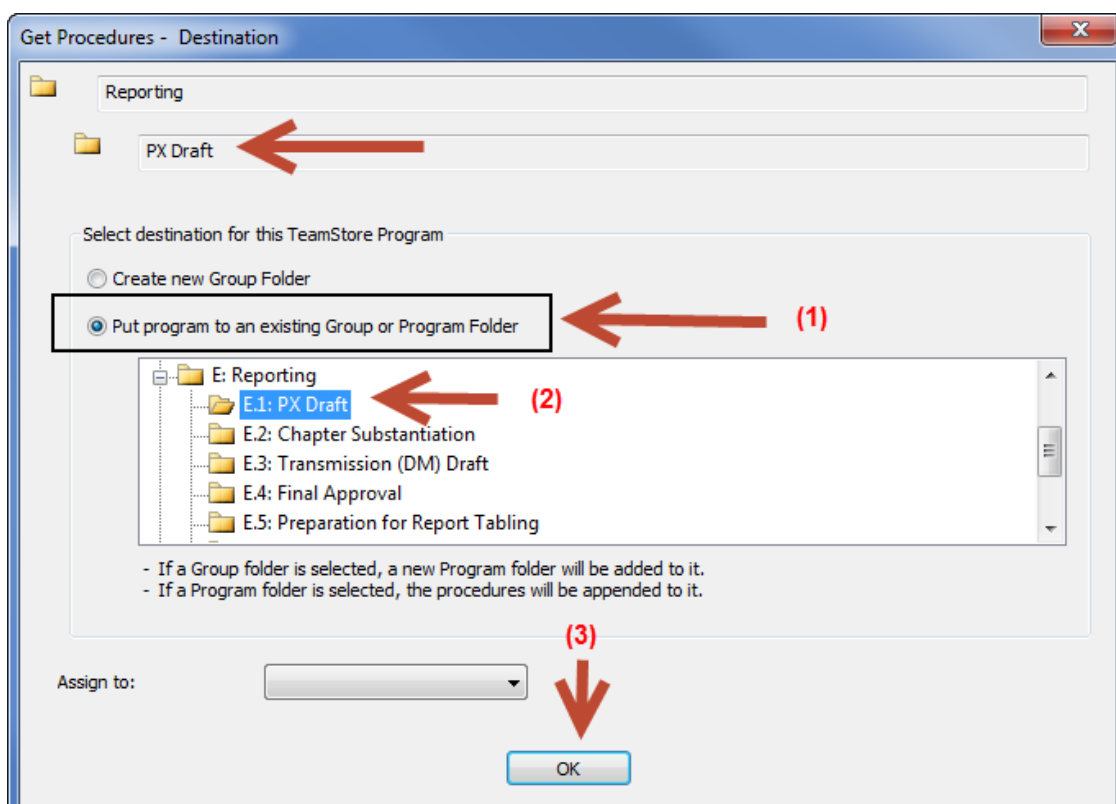 Get Procedures - Destination
x
Reporting
PX Draft
Select destination for this TeamStore Program
Create new Group Folder
Put program to an existing Group or Program Folder
(1)
E: Reporting
E.1: PX Draft
(2)
E.2: Chapter Substantiation
E.3: Transmission (DM) Draft
E.4: Final Approval
E.5: Preparation for Report Tabling
- If a Group folder is selected, a new Program folder will be added to it.
- If a Program folder is selected, the procedures will be appended to it.
(3)
Assign to:
OK